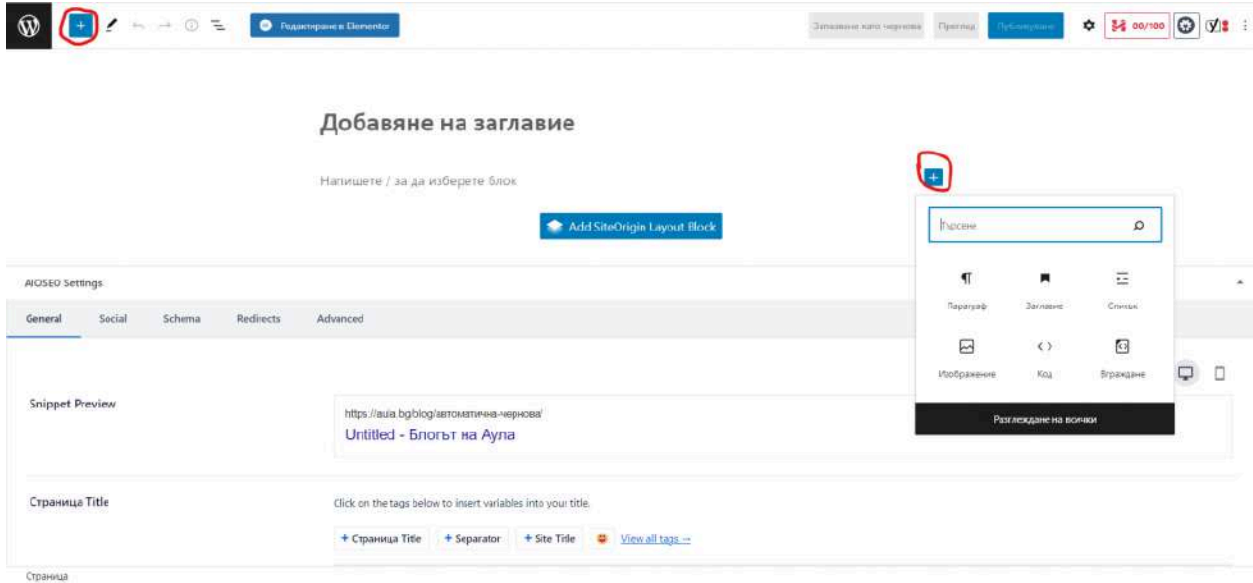 Редактиране в Elementor
Запазване като чернова Преглед Публикуване 00/100
Добавяне на заглавие
Напишете / за да изберете блок
Add SiteOrigin Layout Block
Търсене
Параграф Заглавие Списък
Изображение Код Вграждане
Разглеждане на всички
AIOSEO Settings
General Social Schema Redirects Advanced
Snippet Preview
https://aula.bg/blog/автоматична-чернова/
Untitled - Блогът на Аула
Страница Title
Click on the tags below to insert variables into your title.
+ Страница Title + Separator + Site Title View all tags →
Страница